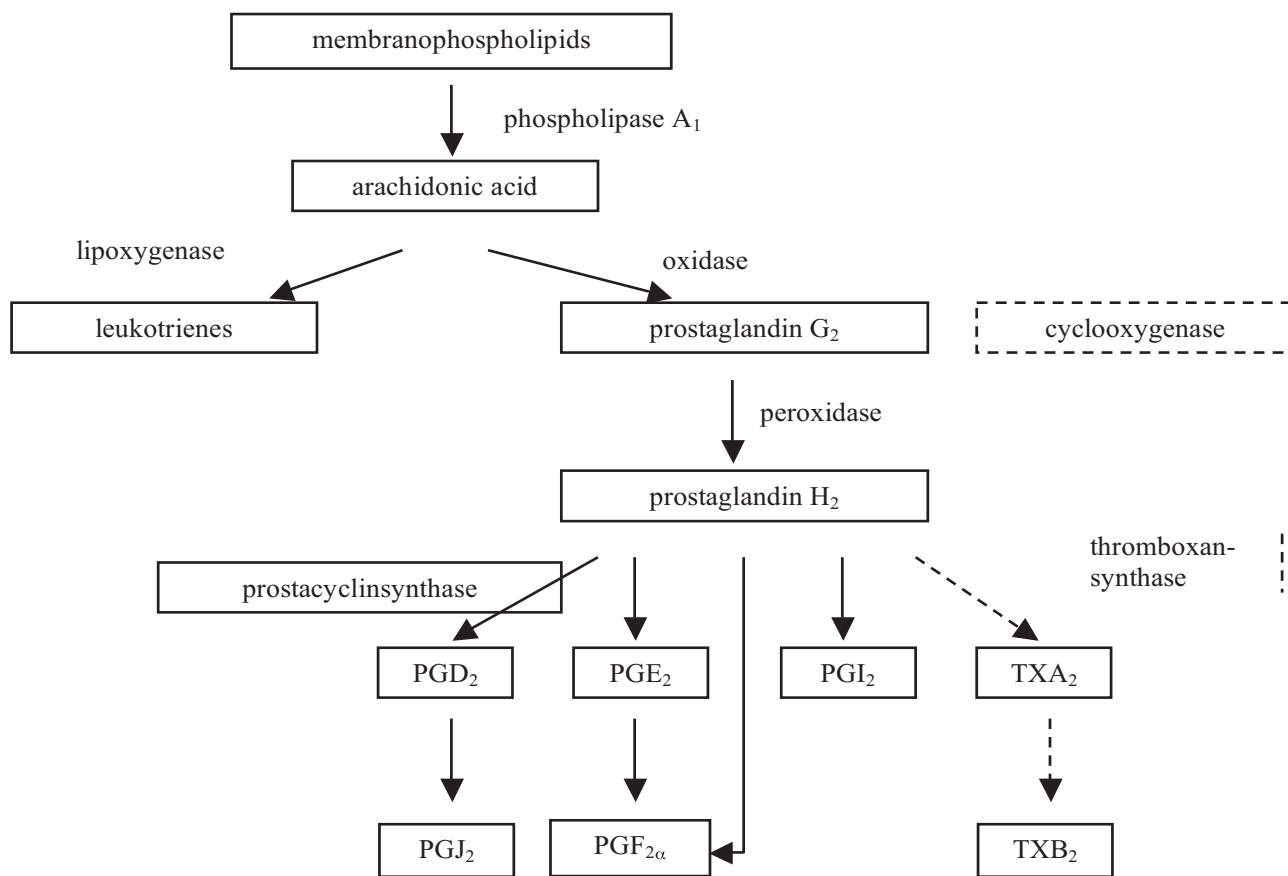 membranophospholipids
phospholipase A₁
arachidonic acid
lipoxygenase
oxidase
leukotrienes
prostaglandin G₂
cyclooxygenase
peroxidase
prostaglandin H₂
thromboxan-
synthase
prostacyclinsynthase
PGD₂
PGE₂
PGI₂
TXA₂
PGJ₂
PGF₂α
TXB₂